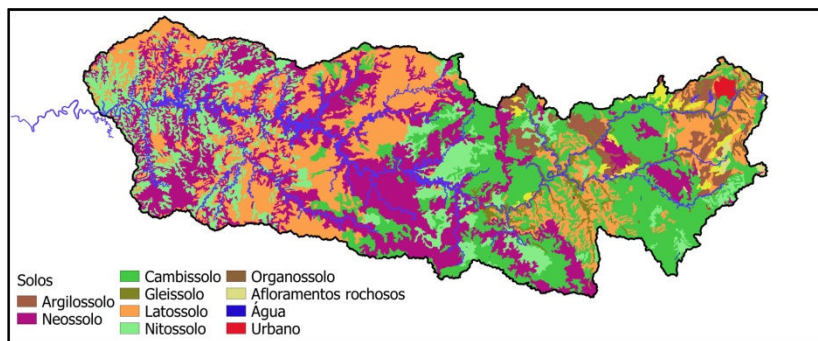 Solos
Argilossolo
Neossolo
Cambissolo
Gleissolo
Latossolo
Nitossolo
Organossolo
Afloramentos rochosos
Água
Urbano